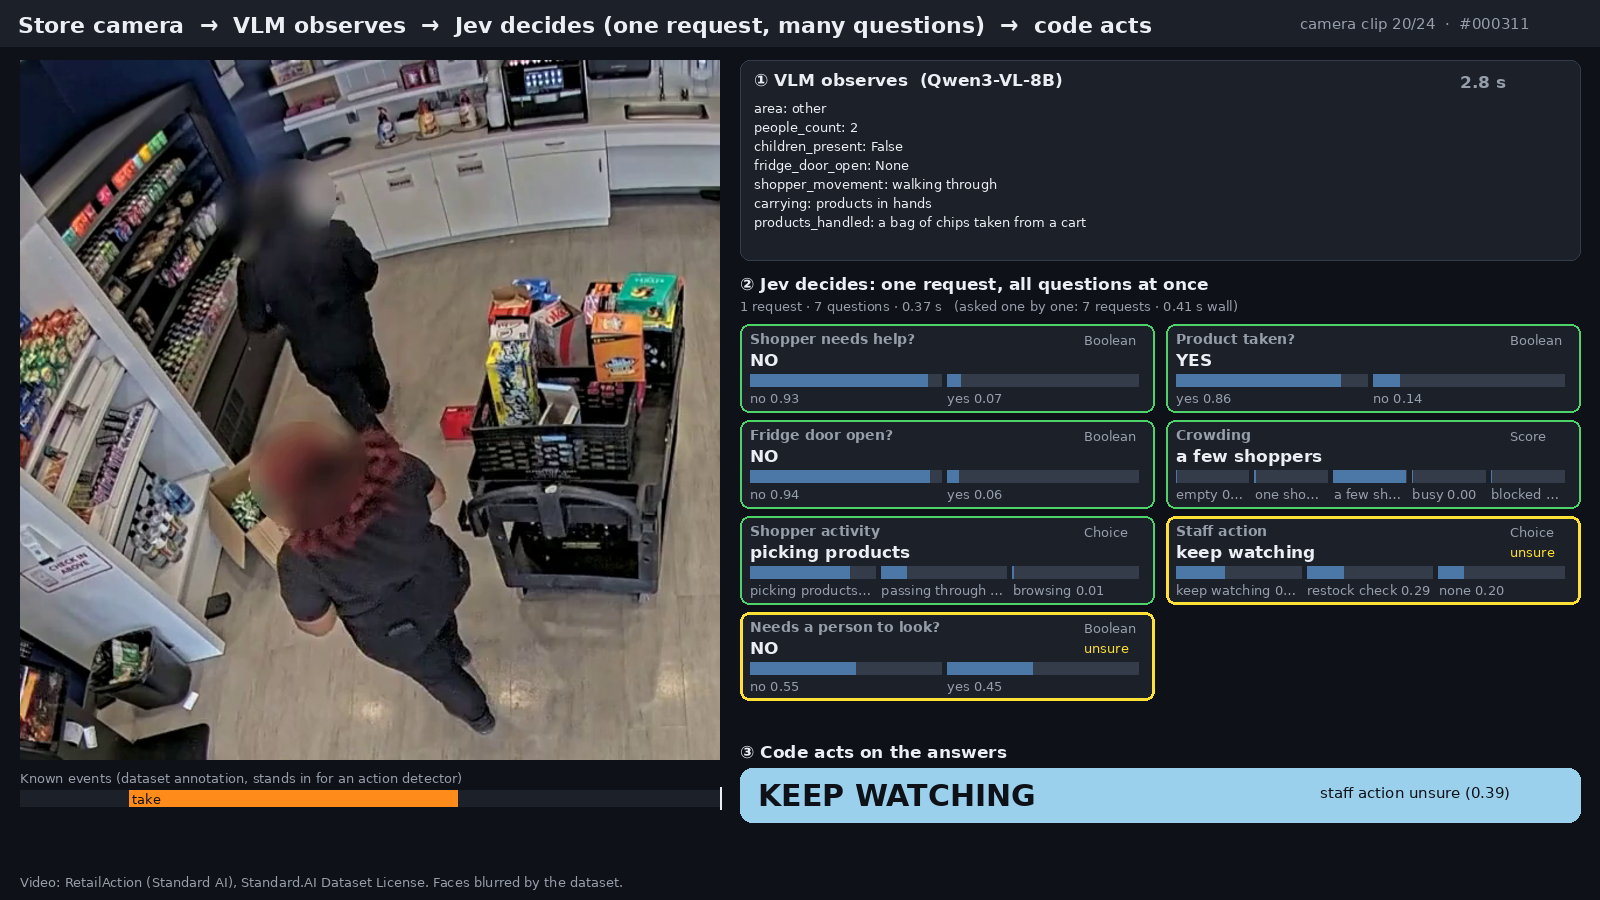 Store camera → VLM observes → Jev decides (one request, many questions) → code acts
camera clip 20/24 · #000311
① VLM observes (Qwen3-VL-8B)
2.8 s
area: other
people_count: 2
children_present: False
fridge_door_open: None
shopper_movement: walking through
carrying: products in hands
products_handled: a bag of chips taken from a cart
② Jev decides: one request, all questions at once
1 request · 7 questions · 0.37 s (asked one by one: 7 requests · 0.41 s wall)
Shopper needs help?
Boolean
NO
no 0.93
yes 0.07
Product taken?
Boolean
YES
yes 0.86
no 0.14
Fridge door open?
Boolean
NO
no 0.94
yes 0.06
Crowding
Score
a few shoppers
empty 0...
one sho...
a few sh...
busy 0.00
blocked ...
Shopper activity
Choice
picking products
picking products...
passing through ...
browsing 0.01
Staff action
Choice
keep watching
unsure
keep watching 0...
restock check 0.29
none 0.20
Needs a person to look?
Boolean
NO
unsure
no 0.55
yes 0.45
③ Code acts on the answers
KEEP WATCHING
staff action unsure (0.39)
CHECK IN
ABOVE
Known events (dataset annotation, stands in for an action detector)
take
Video: RetailAction (Standard AI), Standard.AI Dataset License. Faces blurred by the dataset.